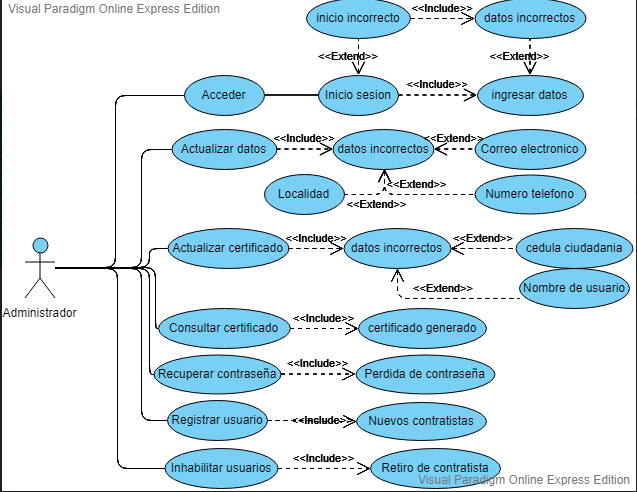 Visual Paradigm Online Express Edition
inicio incorrecto
<<Include>>
datos incorrectos
<<Extend>>
<<Extend>>
Acceder
Inicio sesion
<<Include>>
ingresar datos
Actualizar datos
<<Include>>
datos incorrectos
<<Extend>>
Correo electronico
Localidad
<<Extend>>
<<Extend>>
Numero telefono
Actualizar certificado
<<Include>>
datos incorrectos
<<Extend>>
cedula ciudadania
<<Extend>>
Nombre de usuario
Administrador
Consultar certificado
<<Include>>
certificado generado
Recuperar contraseña
<<Include>>
Perdida de contraseña
Registrar usuario
<<Include>>
Nuevos contratistas
Inhabilitar usuarios
<<Include>>
Retiro de contratista
Visual Paradigm Online Express Edition